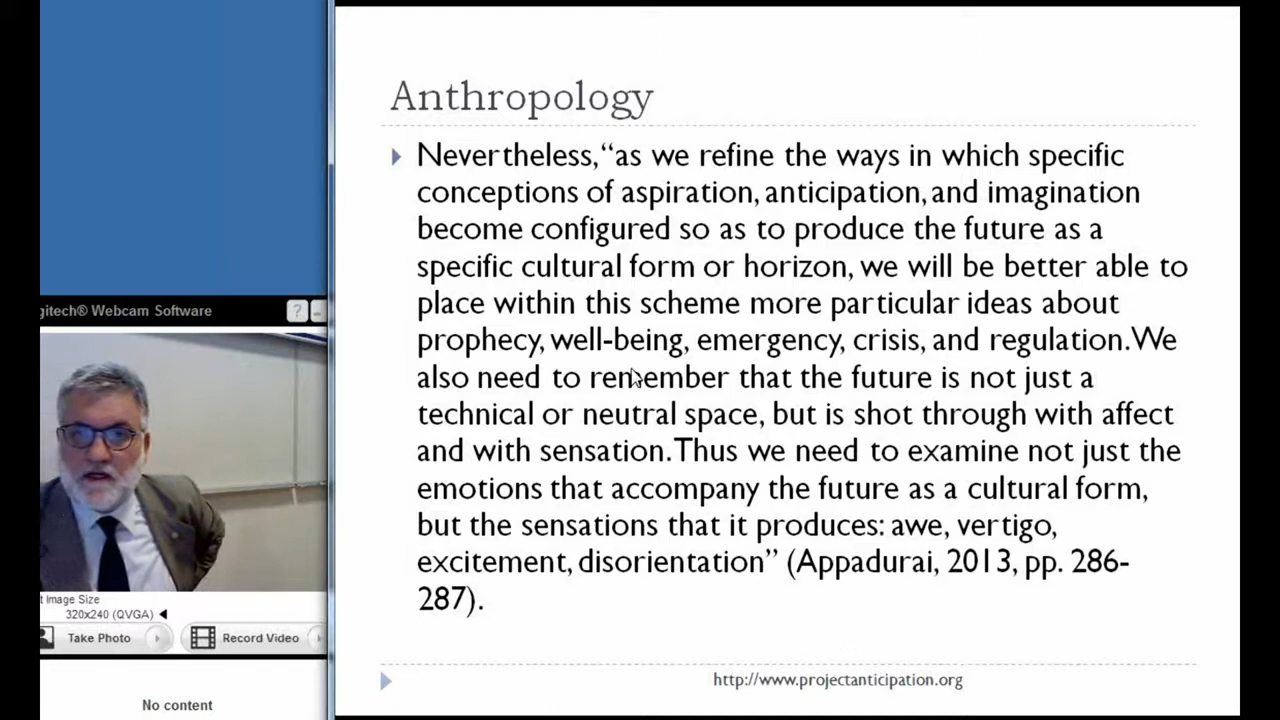 Anthropology
Nevertheless, “as we refine the ways in which specific
conceptions of aspiration, anticipation, and imagination
become configured so as to produce the future as a
specific cultural form or horizon, we will be better able to
place within this scheme more particular ideas about
prophecy, well-being, emergency, crisis, and regulation. We
also need to remember that the future is not just a
technical or neutral space, but is shot through with affect
and with sensation. Thus we need to examine not just the
emotions that accompany the future as a cultural form,
but the sensations that it produces: awe, vertigo,
excitement, disorientation” (Appadurai, 2013, pp. 286-
287).
http://www.projectanticipation.org
gitech® Webcam Software
?
t Image Size
320x240 (QVGA)
Take Photo
Record Video
No content